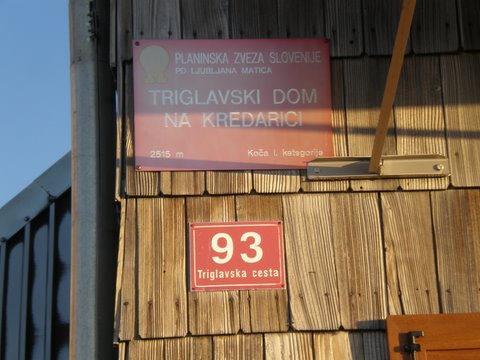 PLANINSKA ZVEZA SLOVENIJE
PD LJUBLJANA MATICA
TRIGLAVSKI DOM
NA KREDARICI
2515 m Koča I. kategorije
93
Triglavska cesta